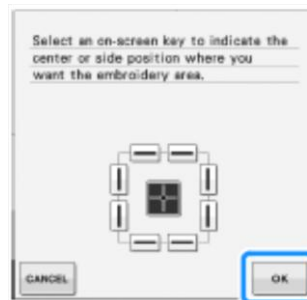 Select an on-screen key to indicate the
center or side position where you
want the embroidery area.
CANCEL
OK